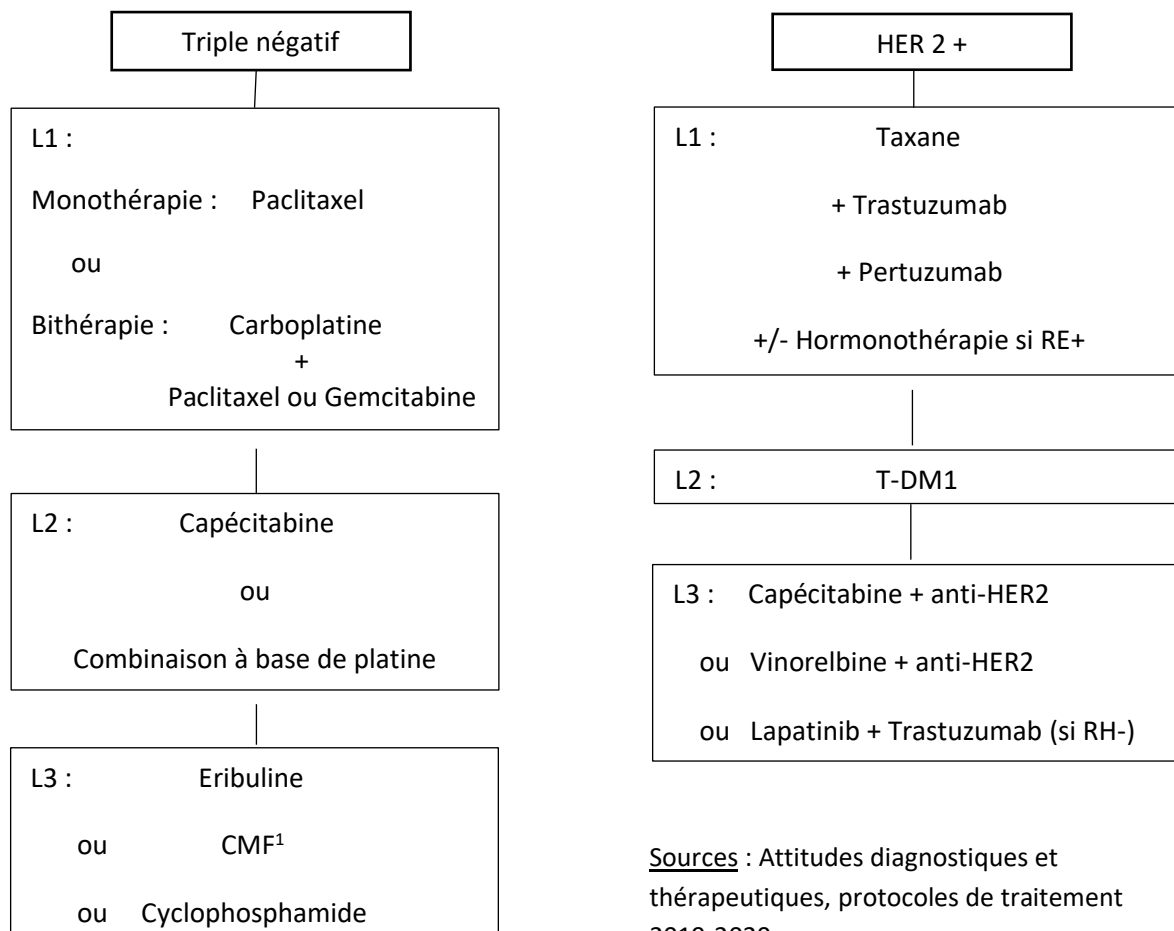 Triple négatif
L1 :
Monothérapie : Paclitaxel
ou
Bithérapie : Carboplatine
+
Paclitaxel ou Gemcitabine
L2 : Capécitabine
ou
Combinaison à base de platine
L3 : Eribuline
ou CMF¹
ou Cyclophosphamide
HER 2 +
L1 : Taxane
+ Trastuzumab
+ Pertuzumab
+/- Hormonothérapie si RE+
L2 : T-DM1
L3 : Capécitabine + anti-HER2
ou Vinorelbine + anti-HER2
ou Lapatinib + Trastuzumab (si RH-)
Sources : Attitudes diagnostiques et
thérapeutiques, protocoles de traitement